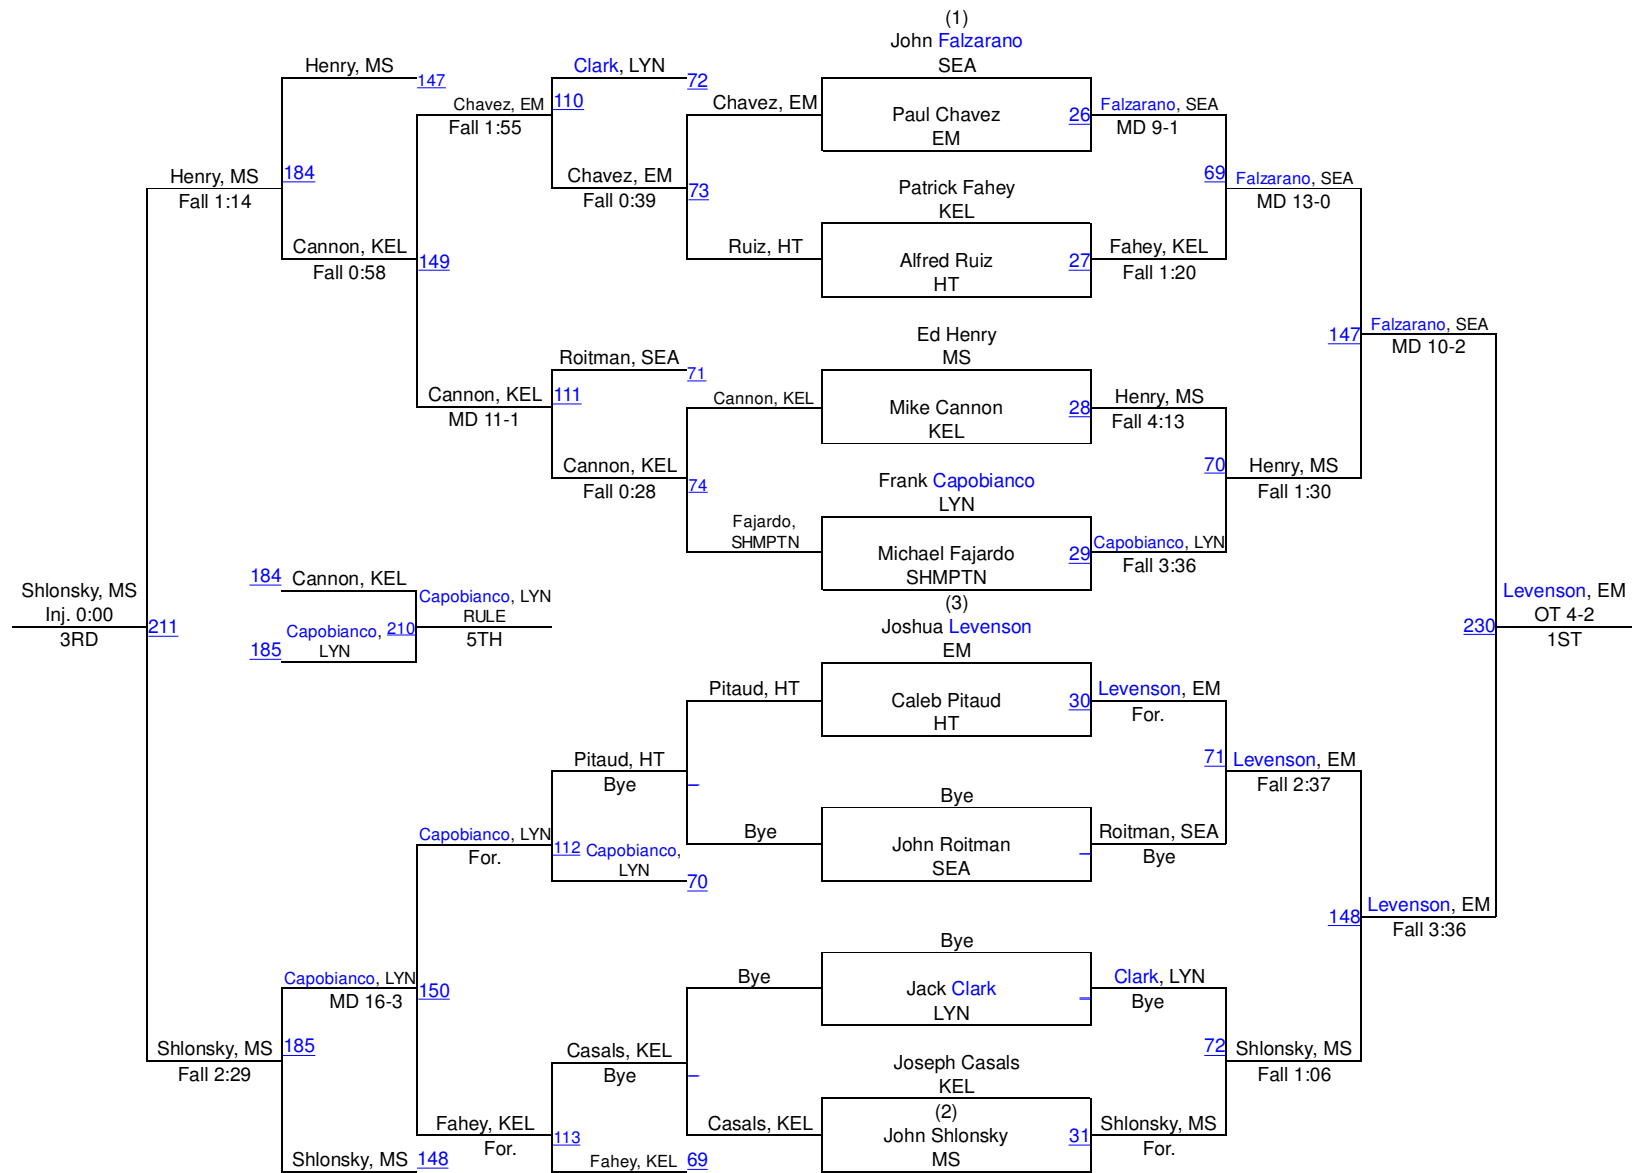 (1)
John Falzarano
SEA
Henry, MS
147
Clark, LYN
72
Chavez, EM
110
Fall 1:55
Chavez, EM
Paul Chavez
EM
26
Falzarano, SEA
MD 9-1
Henry, MS
184
Fall 1:14
Chavez, EM
73
Fall 0:39
Patrick Fahey
KEL
69
Falzarano, SEA
MD 13-0
Cannon, KEL
149
Fall 0:58
Ruiz, HT
Alfred Ruiz
HT
27
Fahey, KEL
Fall 1:20
Ed Henry
MS
147
Falzarano, SEA
MD 10-2
Roitman, SEA
71
Cannon, KEL
111
MD 11-1
Cannon, KEL
Mike Cannon
KEL
28
Henry, MS
Fall 4:13
Cannon, KEL
74
Fall 0:28
Frank Capobianco
LYN
70
Henry, MS
Fall 1:30
Fajardo,
SHMPTN
Michael Fajardo
SHMPTN
29
Capobianco, LYN
Fall 3:36
Shlonsky, MS
Inj. 0:00
3RD
211
184
Cannon, KEL
185
Capobianco,
LYN
210
Capobianco, LYN
RULE
5TH
(3)
Joshua Levenson
EM
230
Levenson, EM
OT 4-2
1ST
Pitaud, HT
Caleb Pitaud
HT
30
Levenson, EM
For.
Pitaud, HT
Bye
71
Levenson, EM
Fall 2:37
Bye
Capobianco, LYN
For.
112
Capobianco,
LYN
70
Bye
John Roitman
SEA
Roitman, SEA
Bye
148
Levenson, EM
Fall 3:36
Bye
Capobianco, LYN
MD 16-3
150
Bye
Jack Clark
LYN
Clark, LYN
Bye
Shlonsky, MS
185
Fall 2:29
Casals, KEL
Bye
Joseph Casals
KEL
72
Shlonsky, MS
Fall 1:06
Fahey, KEL
For.
113
Casals, KEL
(2)
John Shlonsky
MS
31
Shlonsky, MS
For.
Shlonsky, MS
148
Fahey, KEL
69